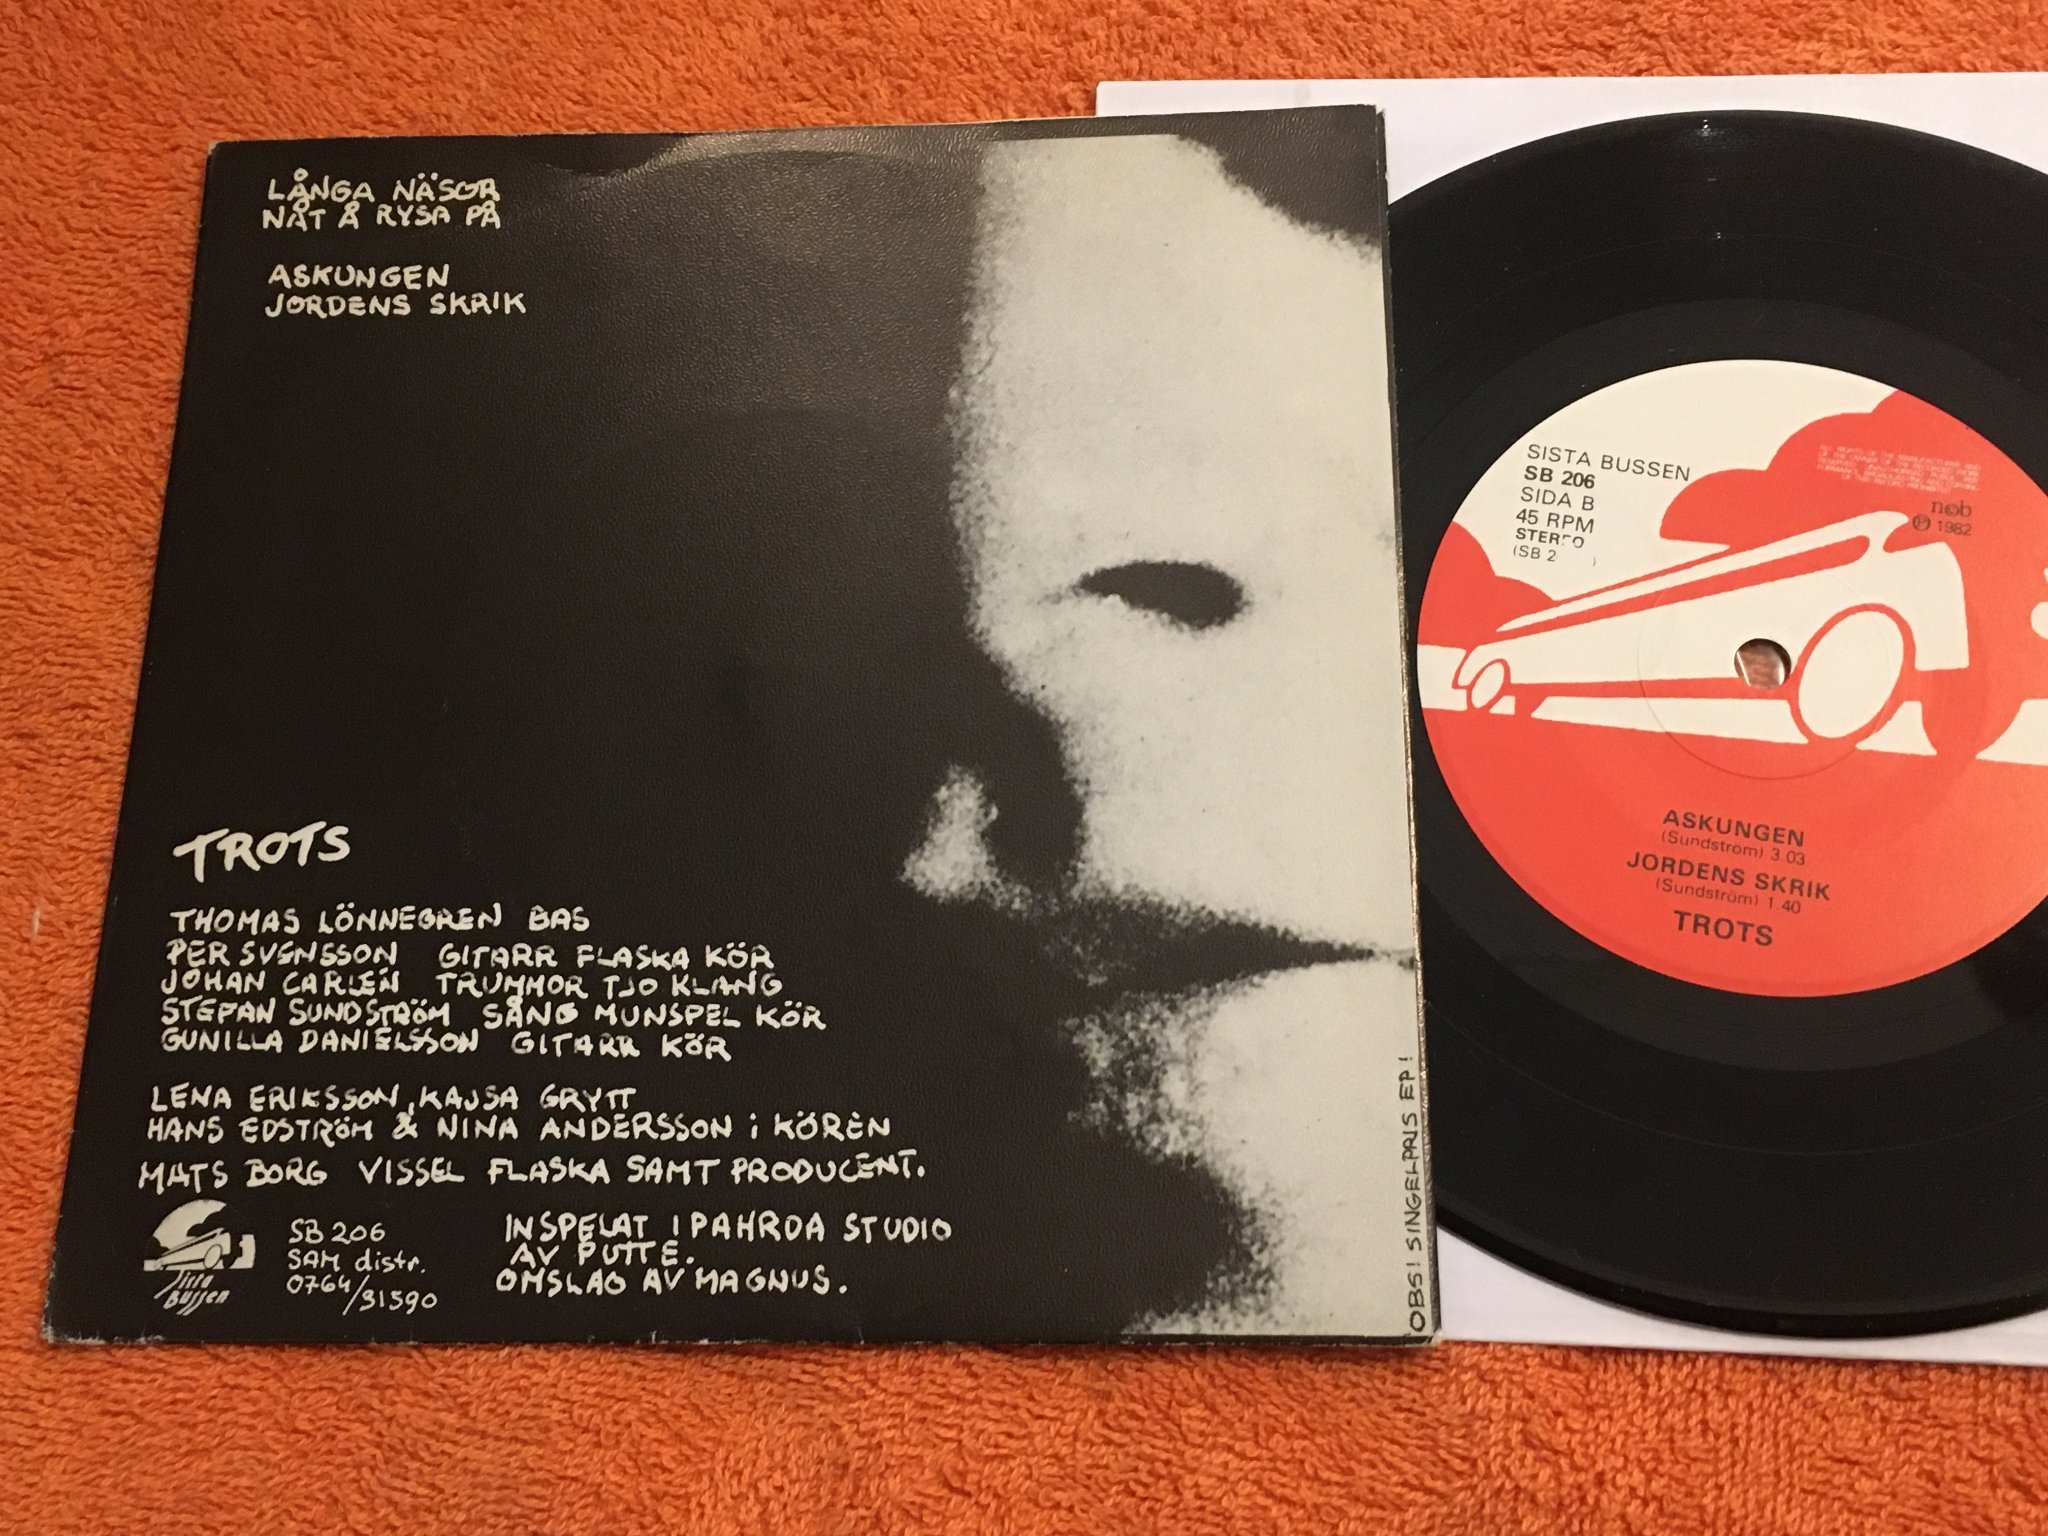 LÅNGA NÄSOR
NÅT Å RYSA PÅ
ASKUNGEN
JORDENS SKRIK
TROTS
THOMAS LÖNNEGREN BAS
PER SVENSSON GITARR FLASKA KÖR
JOHAN CARLÉN TRUMMOR TJO KLANG
STEFAN SUNDSTRÖM SÅNG MUNSPEL KÖR
GUNILLA DANIELSSON GITARR KÖR
LENA ERIKSSON, KAJSA GRYTT
HANS EDSTRÖM & NINA ANDERSSON i KÖREN
MATS BORG VISSEL FLASKA SAMT PRODUCENT.
Sista Bussen
SB 206
SAM distr.
0764/31590
INSPELAT I PAHRDA STUDIO
AV PUTTE.
OMSLAG AV MAGNUS.
OBS! SINGELPRIS EP!
SISTA BUSSEN
SB 206
SIDA B
45 RPM
STEREO
(SB 2 )
n©b
Ⓟ 1982
ASKUNGEN
(Sundström) 3.03
JORDENS SKRIK
(Sundström) 1.40
TROTS